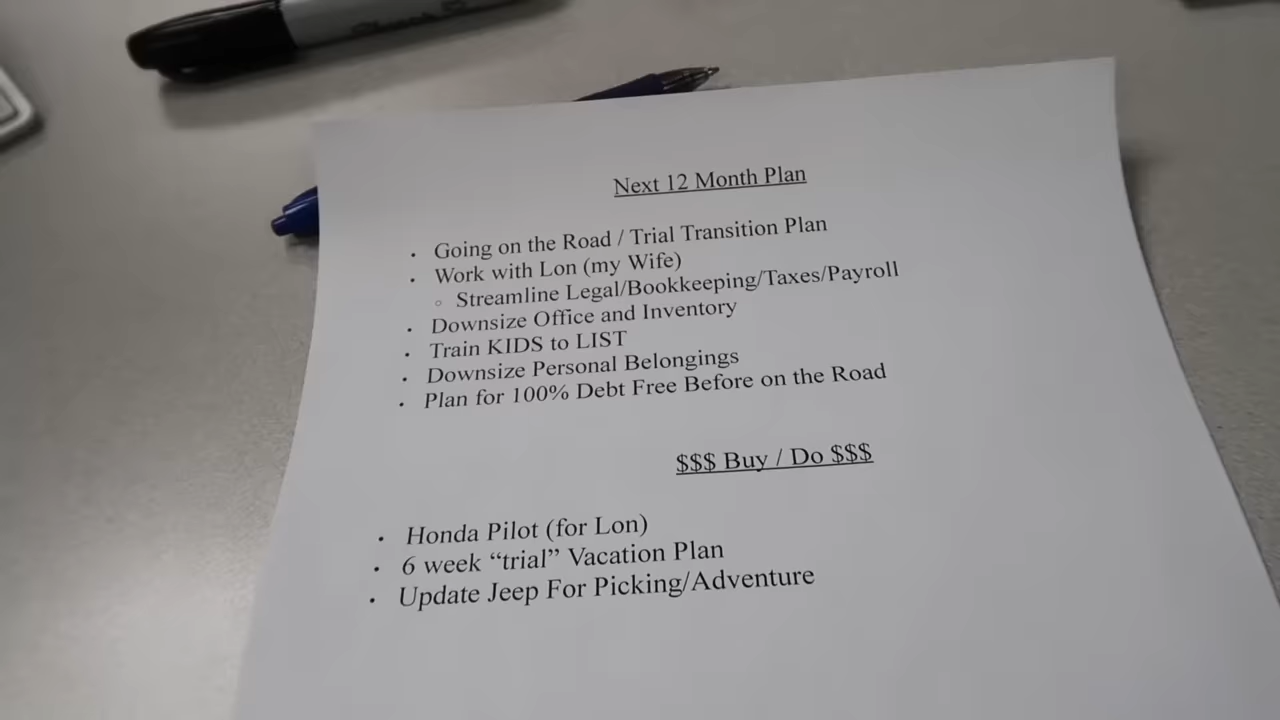 Next 12 Month Plan
• Going on the Road / Trial Transition Plan
• Work with Lon (my Wife)
◦ Streamline Legal/Bookkeeping/Taxes/Payroll
• Downsize Office and Inventory
• Train KIDS to LIST
• Downsize Personal Belongings
• Plan for 100% Debt Free Before on the Road
$$$ Buy / Do $$$
• Honda Pilot (for Lon)
• 6 week “trial” Vacation Plan
• Update Jeep For Picking/Adventure